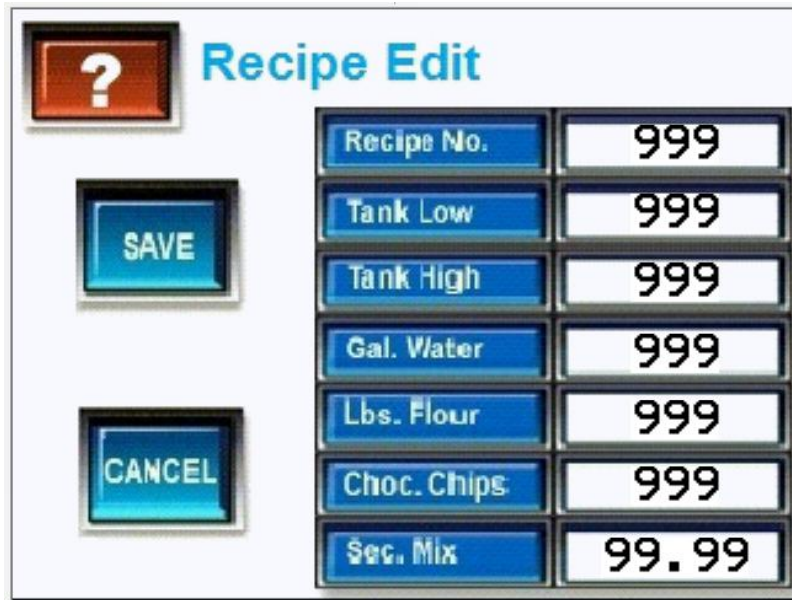 ?
Recipe Edit
Recipe No. 999
Tank Low 999
SAVE
Tank High 999
Gal. Water 999
Lbs. Flour 999
CANCEL
Choc. Chips 999
Sec. Mix 99.99